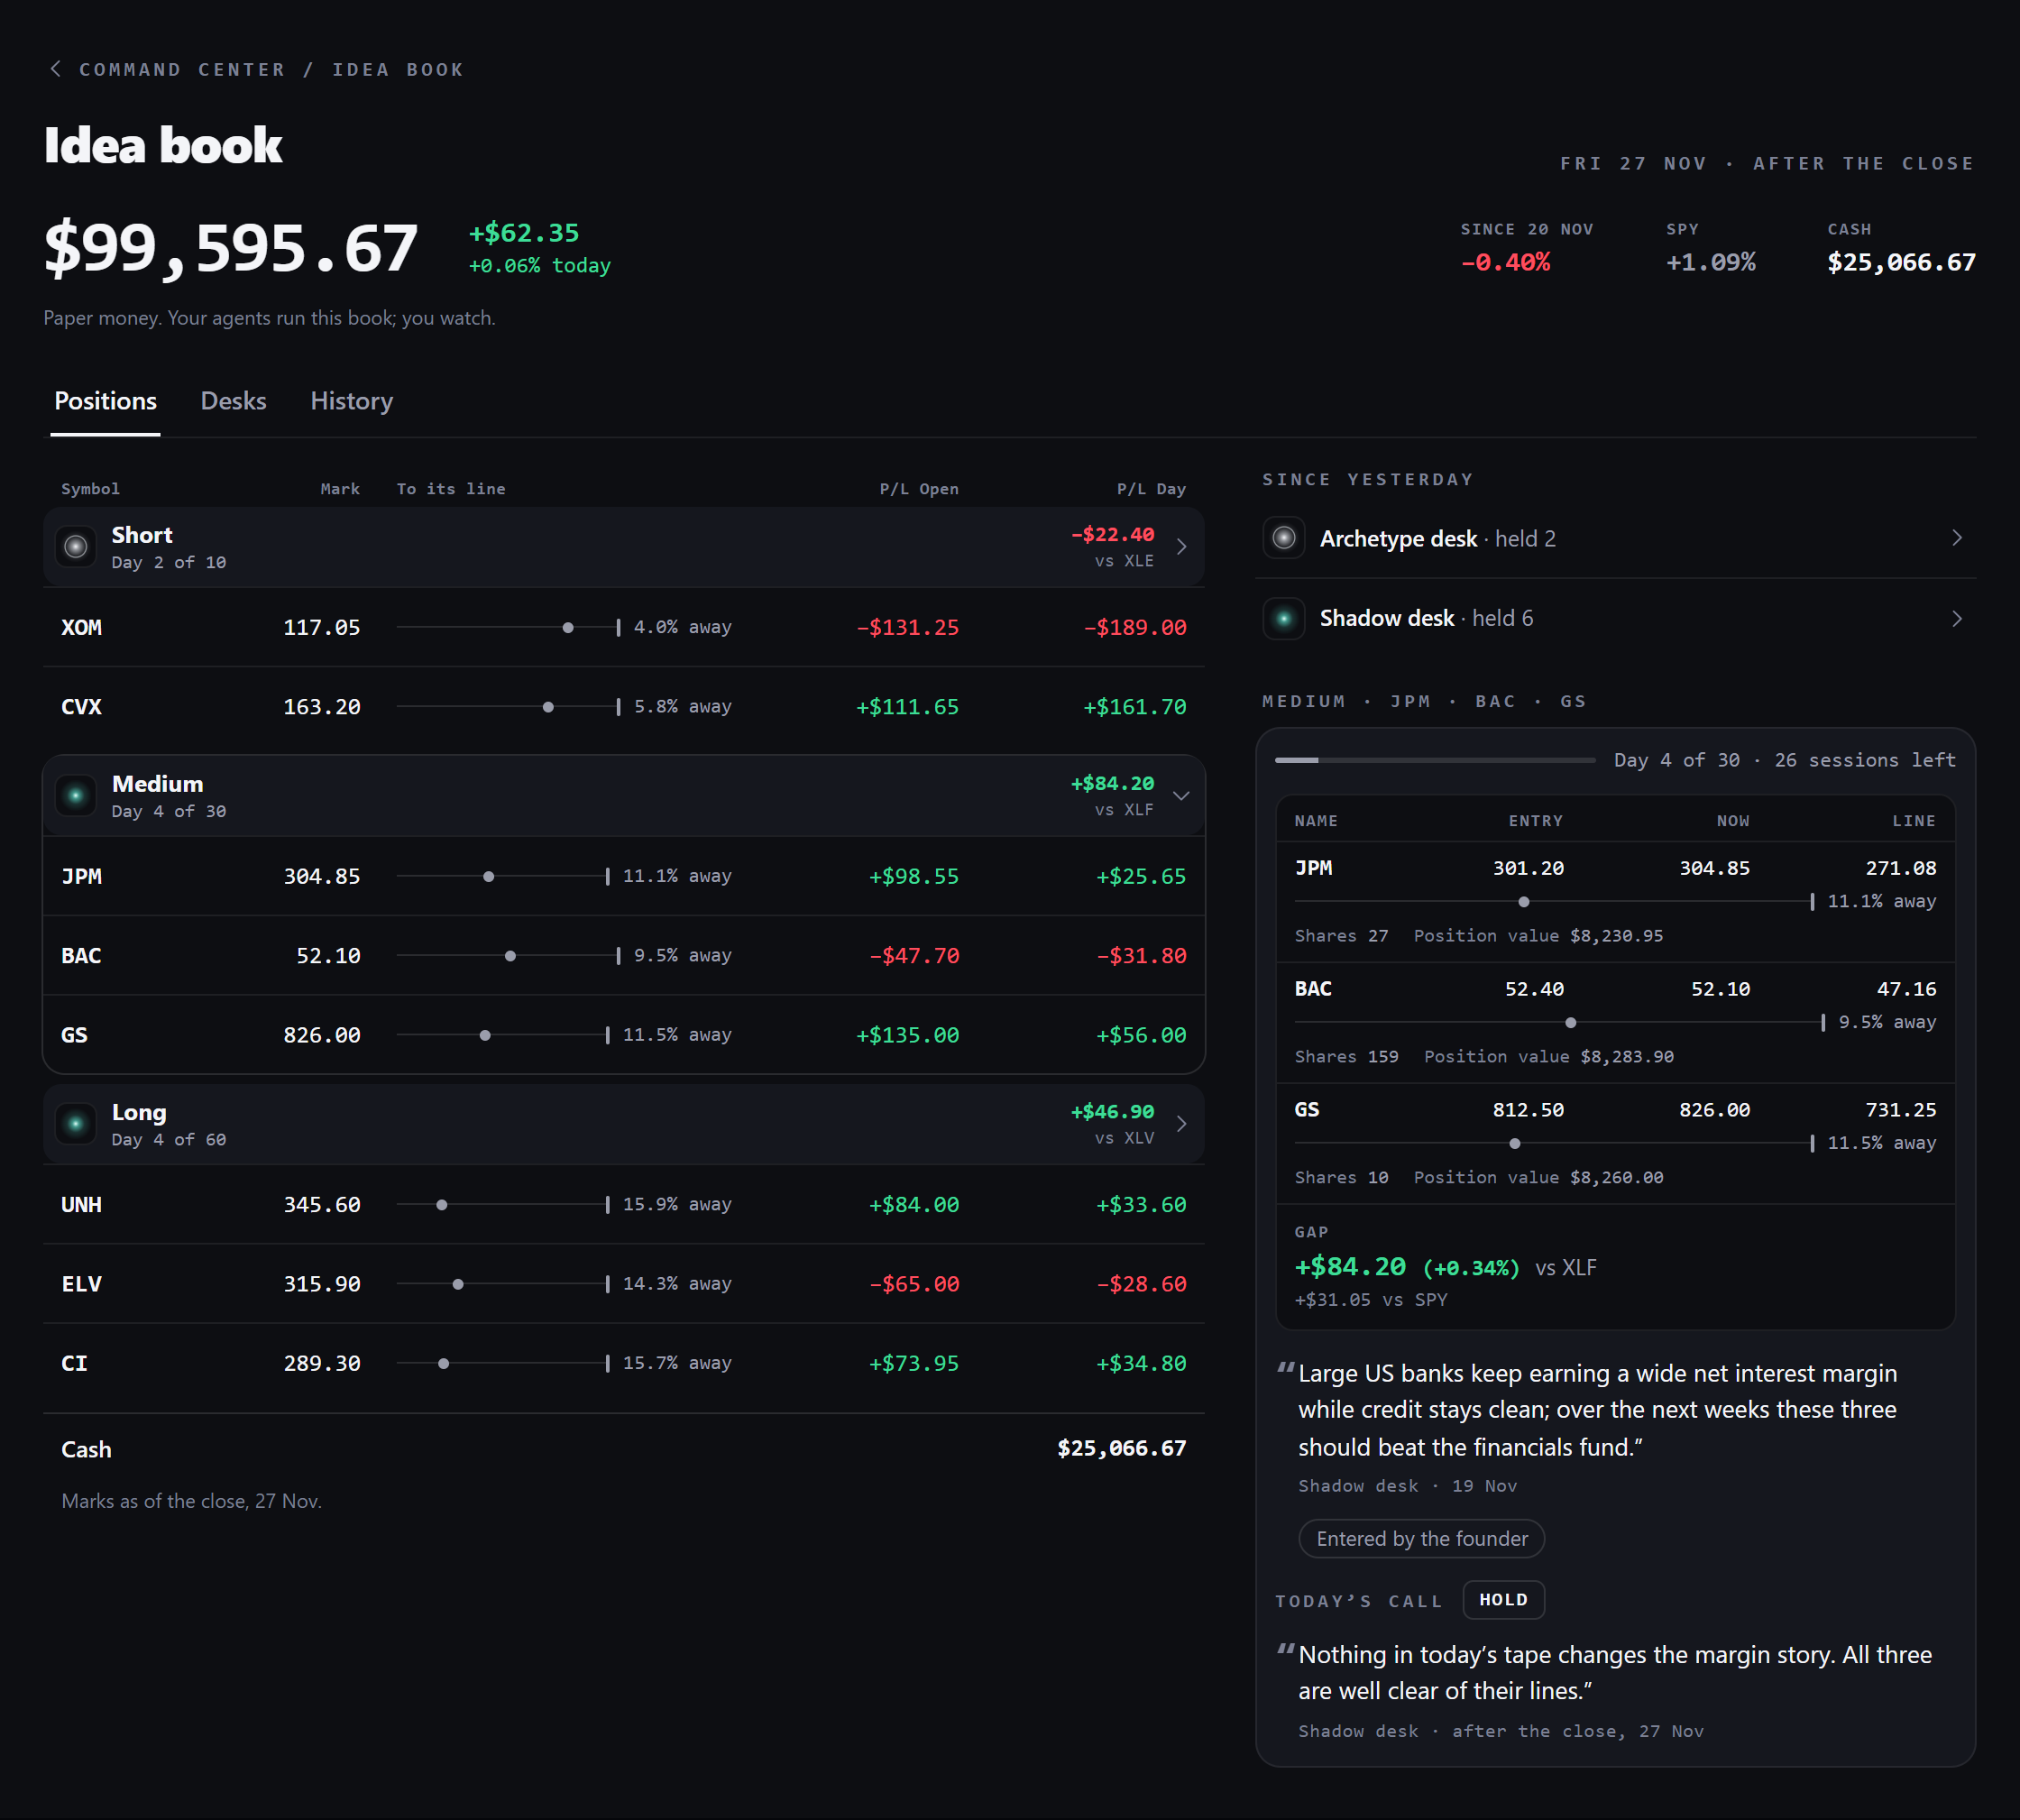 COMMAND CENTER / IDEA BOOK
Idea book
FRI 27 NOV · AFTER THE CLOSE
$99,595.67
+$62.35
+0.06% today
SINCE 20 NOV
−0.40%
SPY
+1.09%
CASH
$25,066.67
Paper money. Your agents run this book; you watch.
Positions Desks History
Symbol Mark To its line P/L Open P/L Day
Short −$22.40
Day 2 of 10 vs XLE
XOM 117.05 4.0% away −$131.25 −$189.00
CVX 163.20 5.8% away +$111.65 +$161.70
Medium +$84.20
Day 4 of 30 vs XLF
JPM 304.85 11.1% away +$98.55 +$25.65
BAC 52.10 9.5% away −$47.70 −$31.80
GS 826.00 11.5% away +$135.00 +$56.00
Long +$46.90
Day 4 of 60 vs XLV
UNH 345.60 15.9% away +$84.00 +$33.60
ELV 315.90 14.3% away −$65.00 −$28.60
CI 289.30 15.7% away +$73.95 +$34.80
Cash $25,066.67
Marks as of the close, 27 Nov.
SINCE YESTERDAY
Archetype desk · held 2
Shadow desk · held 6
MEDIUM · JPM · BAC · GS
Day 4 of 30 · 26 sessions left
NAME ENTRY NOW LINE
JPM 301.20 304.85 271.08
11.1% away
Shares 27 Position value $8,230.95
BAC 52.40 52.10 47.16
9.5% away
Shares 159 Position value $8,283.90
GS 812.50 826.00 731.25
11.5% away
Shares 10 Position value $8,260.00
GAP
+$84.20 (+0.34%) vs XLF
+$31.05 vs SPY
“Large US banks keep earning a wide net interest margin
while credit stays clean; over the next weeks these three
should beat the financials fund.”
Shadow desk · 19 Nov
Entered by the founder
TODAY’S CALL HOLD
“Nothing in today’s tape changes the margin story. All three
are well clear of their lines.”
Shadow desk · after the close, 27 Nov